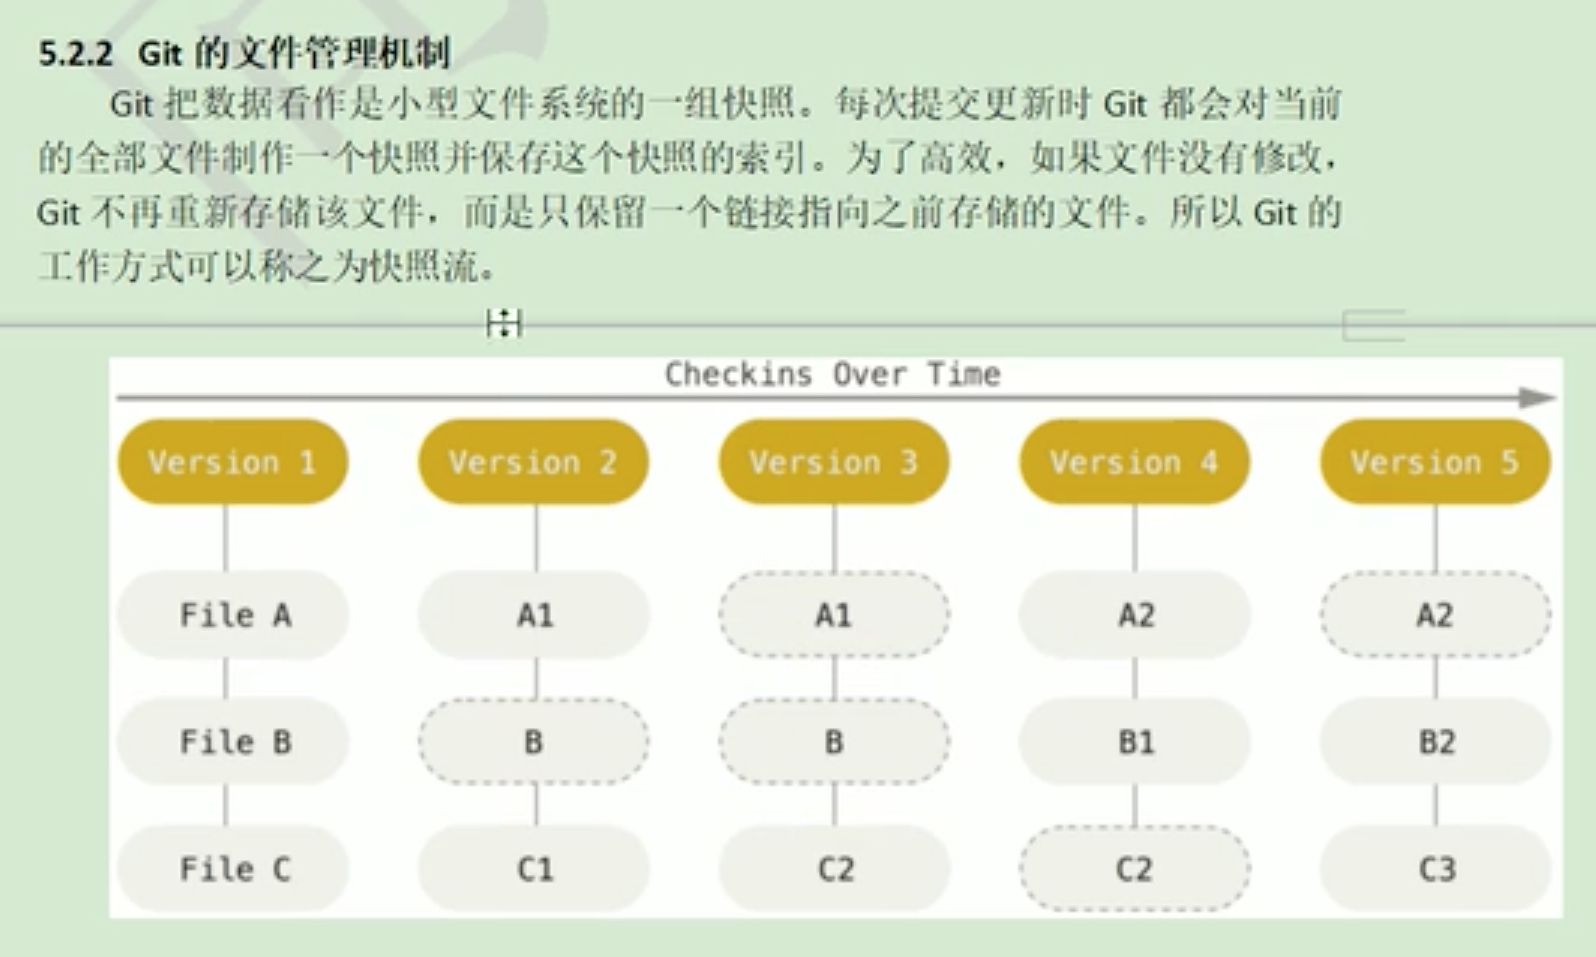 5.2.2 Git 的文件管理机制
Git 把数据看作是小型文件系统的一组快照。每次提交更新时 Git 都会对当前
的全部文件制作一个快照并保存这个快照的索引。为了高效，如果文件没有修改，
Git 不再重新存储该文件，而是只保留一个链接指向之前存储的文件。所以 Git 的
工作方式可以称之为快照流。
Checkins Over Time
Version 1 Version 2 Version 3 Version 4 Version 5
File A A1 A1 A2 A2
File B B B B1 B2
File C C1 C2 C2 C3